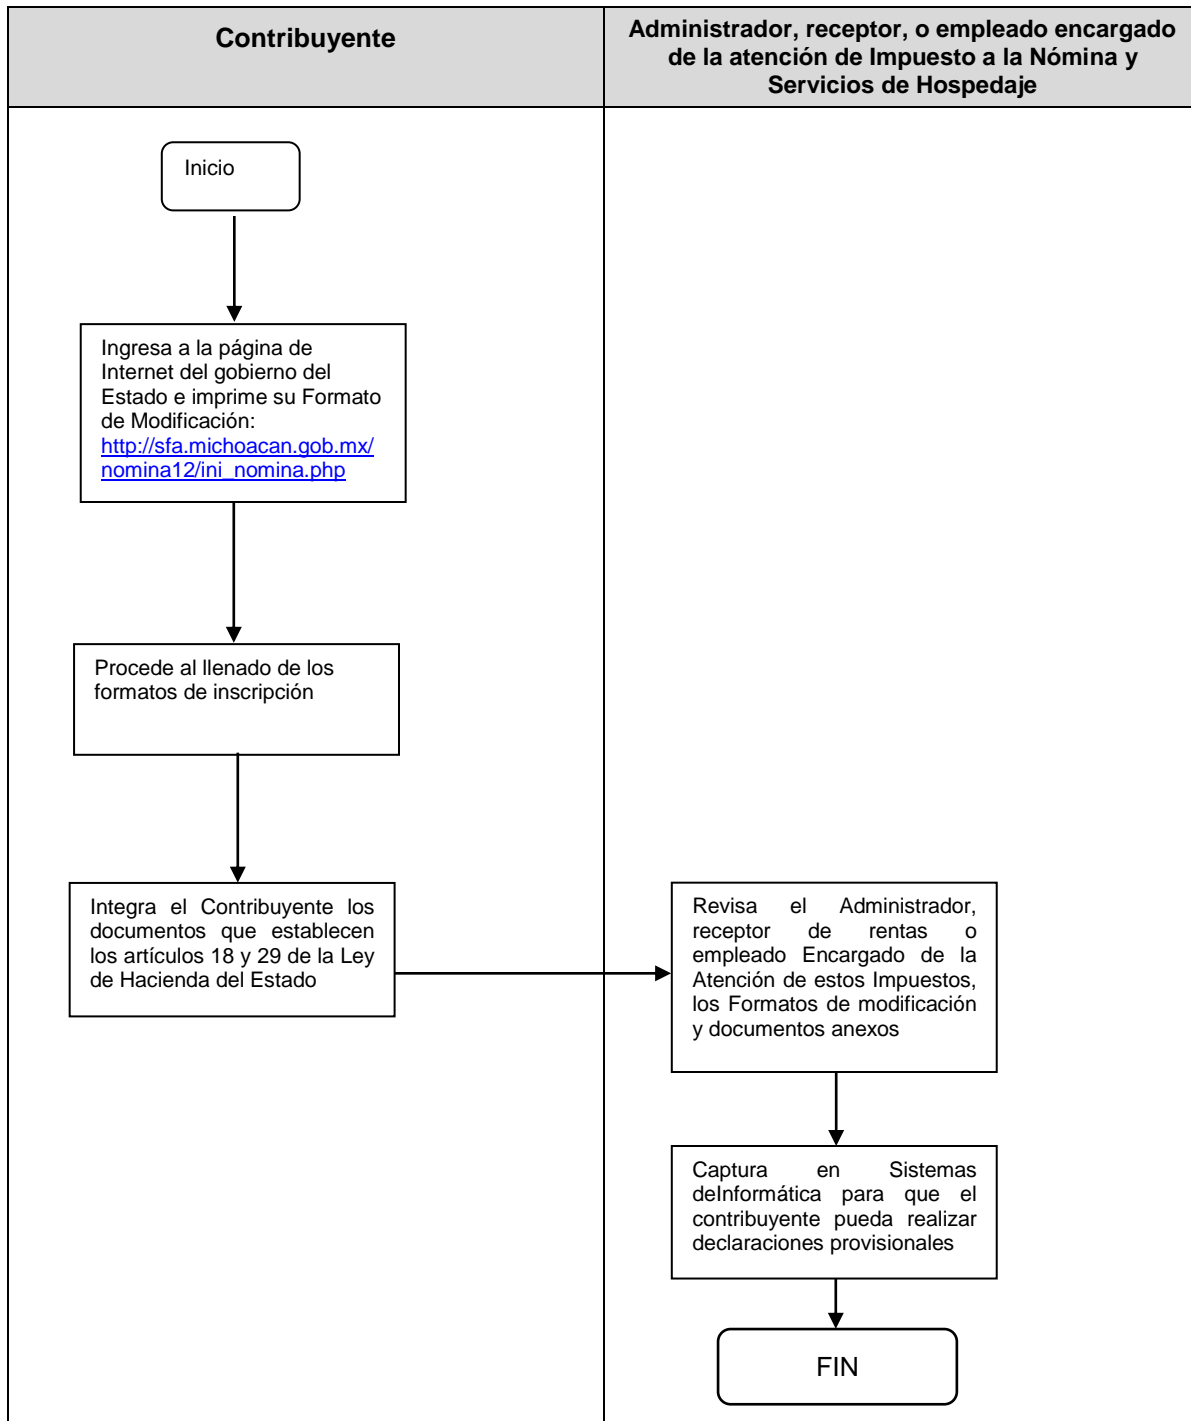 Contribuyente
Administrador, receptor, o empleado encargado
de la atención de Impuesto a la Nómina y
Servicios de Hospedaje
Inicio
Ingresa a la página de
Internet del gobierno del
Estado e imprime su Formato
de Modificación:
http://sfa.michoacan.gob.mx/
nomina12/ini_nomina.php
Procede al llenado de los
formatos de inscripción
Integra el Contribuyente los
documentos que establecen
los artículos 18 y 29 de la Ley
de Hacienda del Estado
Revisa el Administrador,
receptor de rentas o
empleado Encargado de la
Atención de estos Impuestos,
los Formatos de modificación
y documentos anexos
Captura en Sistemas
deInformática para que el
contribuyente pueda realizar
declaraciones provisionales
FIN